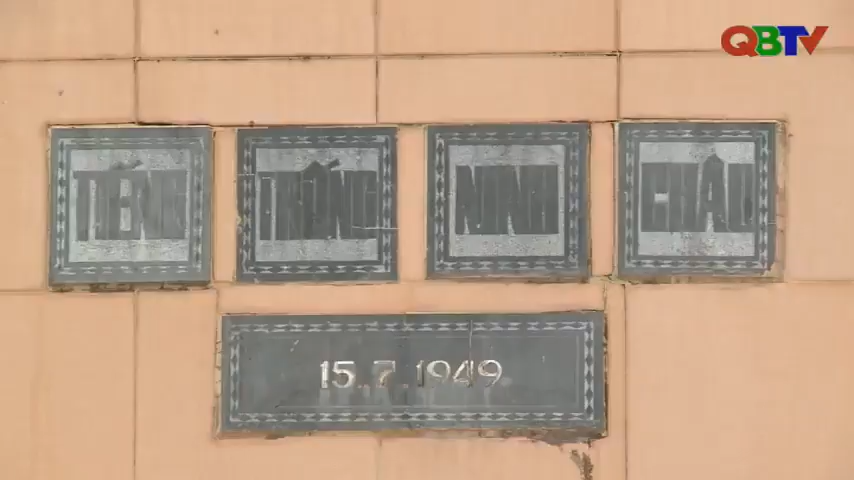 QBTV
TIẾNG TRỐNG NINH CHÂU
15.7.1949